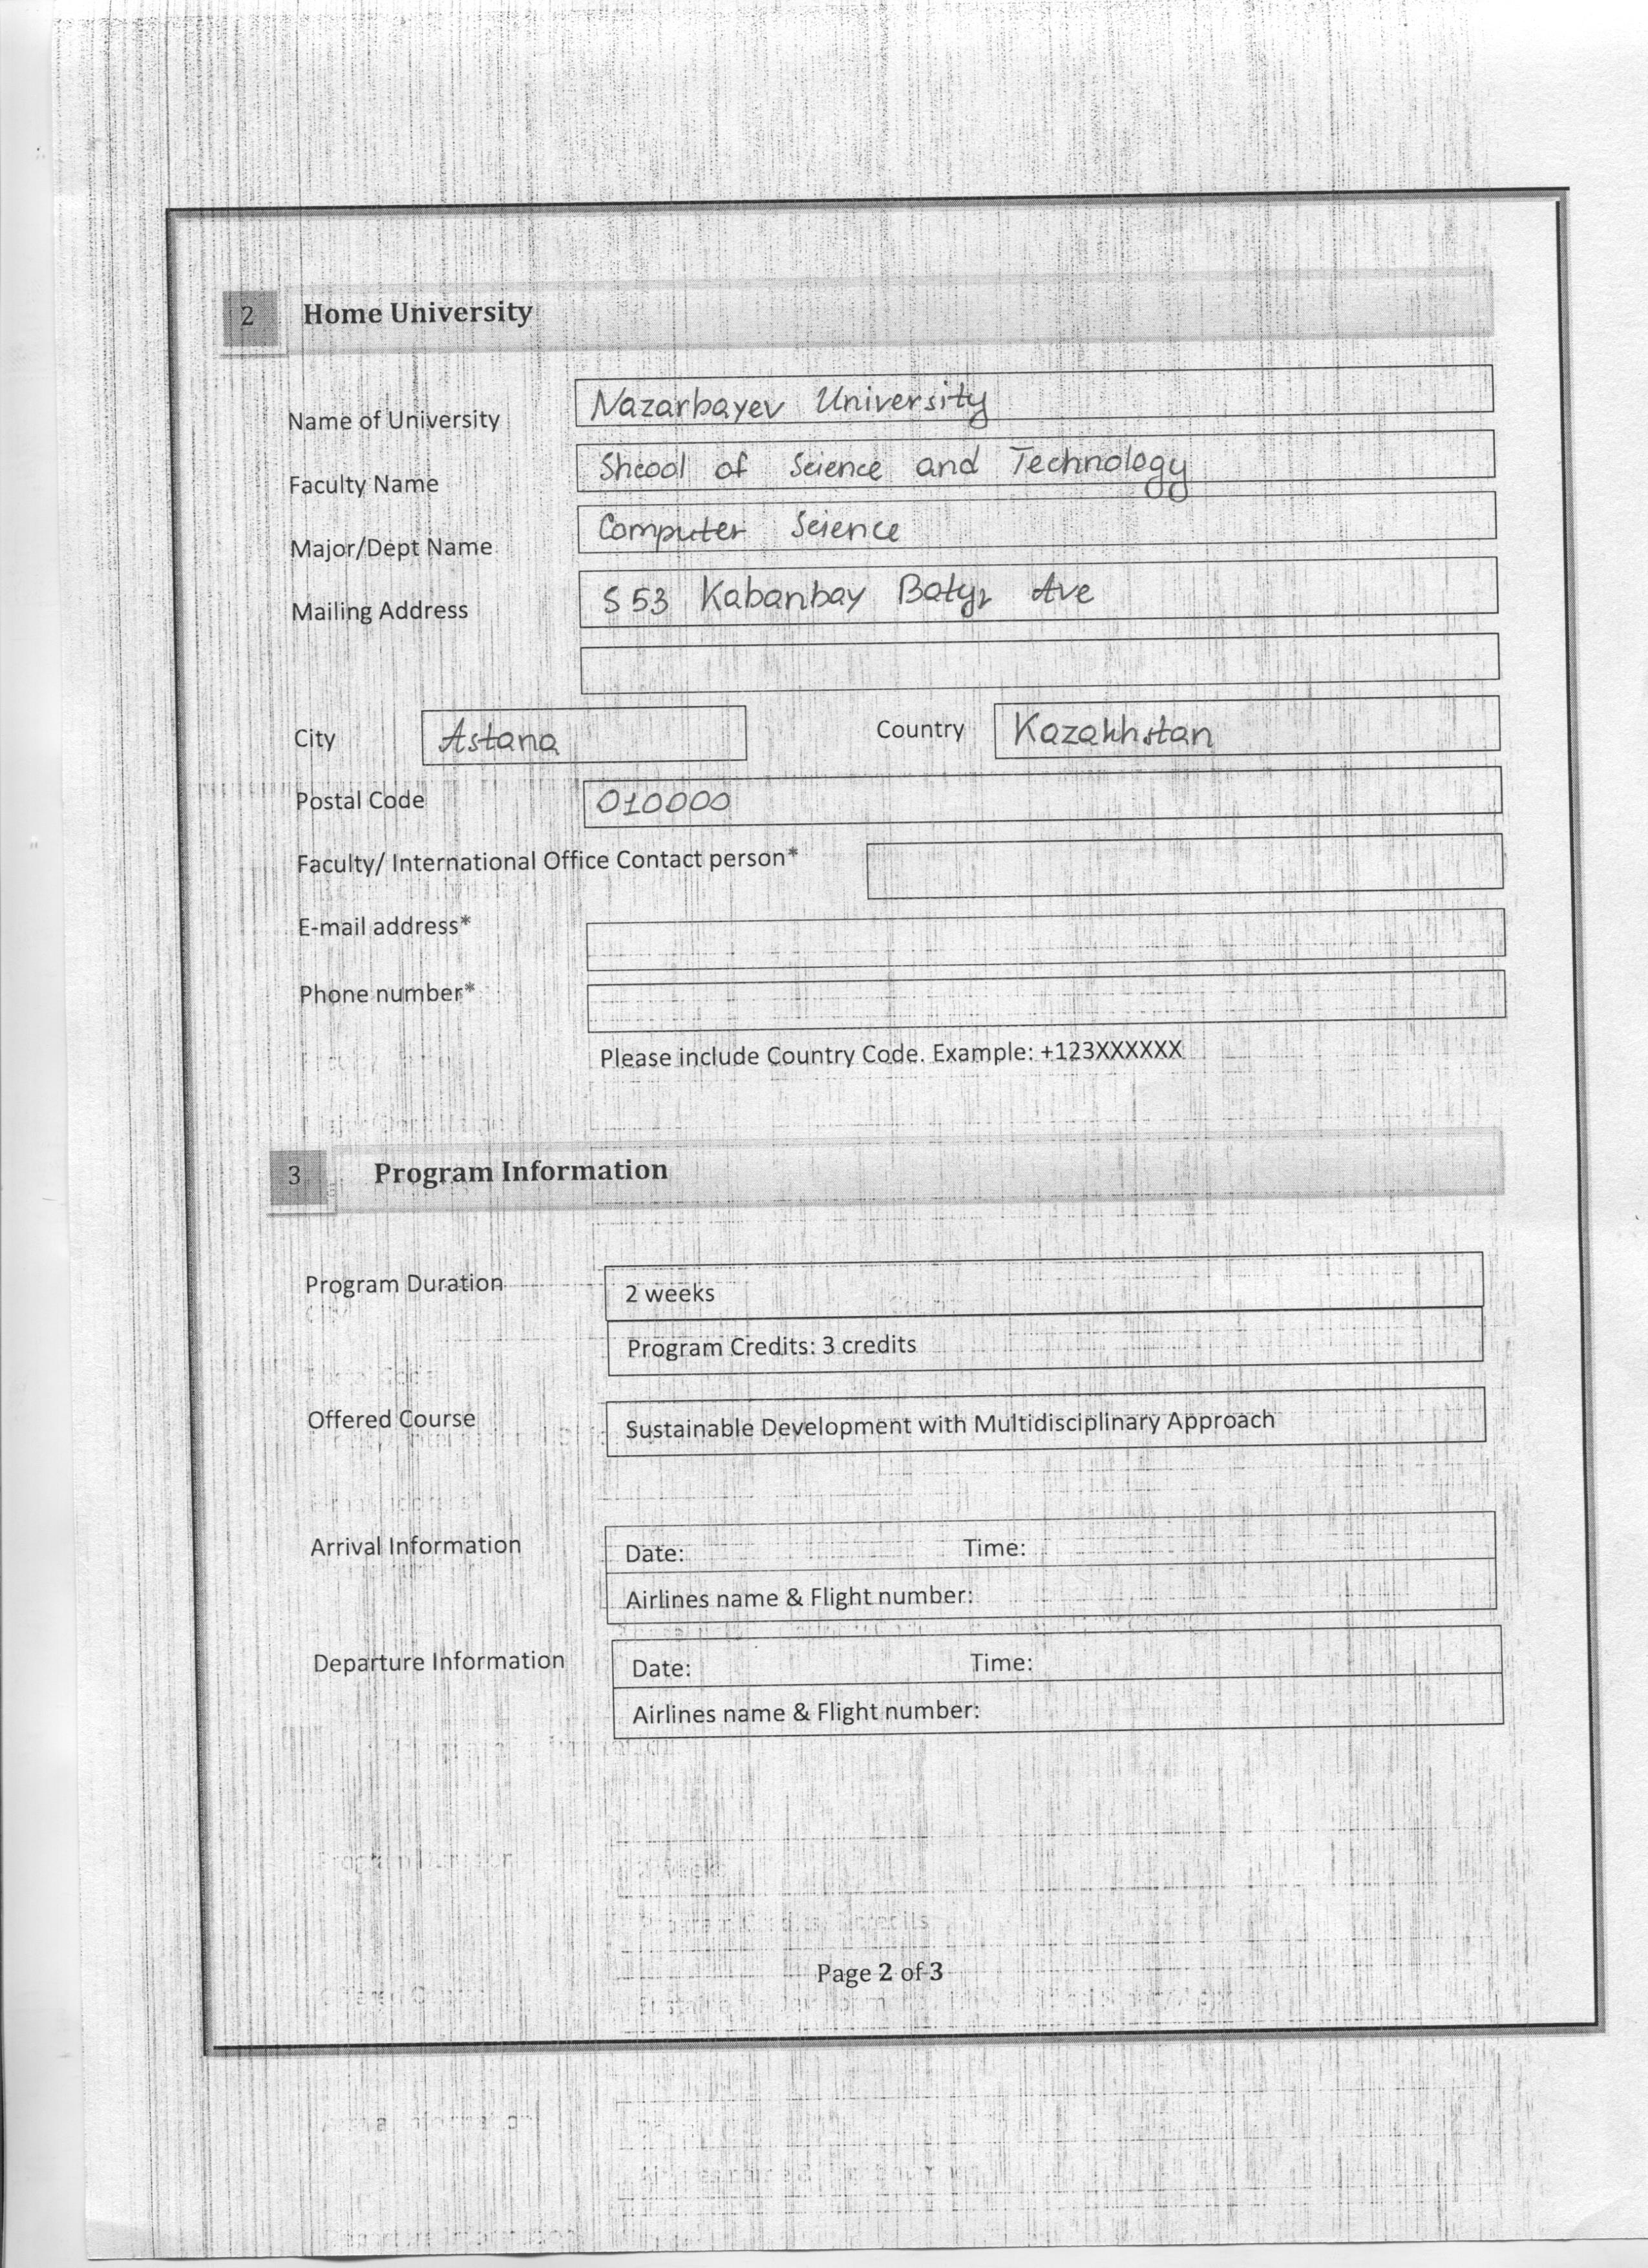 2 Home University
Name of University Nazarbayev University
Faculty Name Shcool of Science and Technology
Major/Dept Name Computer Science
Mailing Address 53 Kabanbay Batyr Ave
City Astana Country Kazakhstan
Postal Code 010000
Faculty/ International Office Contact person*
E-mail address*
Phone number*
Please include Country Code. Example: +123XXXXXX
3 Program Information
Program Duration 2 weeks
Program Credits: 3 credits
Offered Course Sustainable Development with Multidisciplinary Approach
Arrival Information Date: Time:
Airlines name & Flight number:
Departure Information Date: Time:
Airlines name & Flight number:
Page 2 of 3